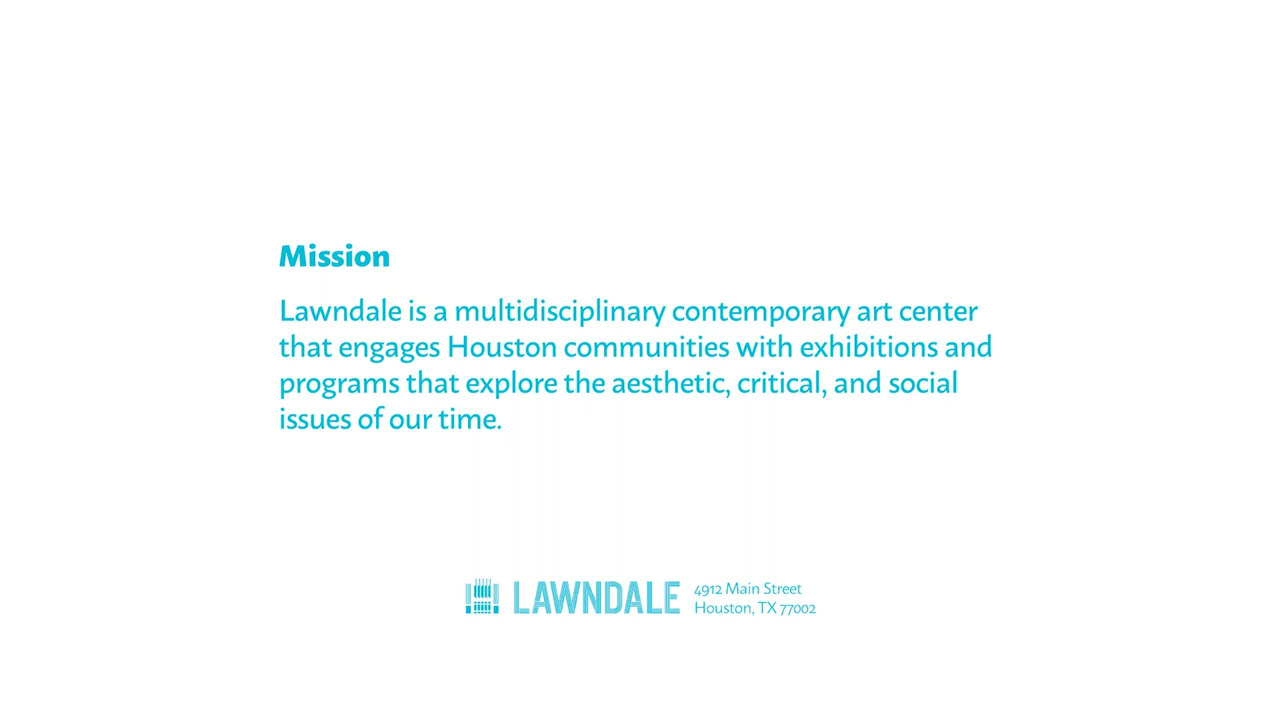 Mission
Lawndale is a multidisciplinary contemporary art center
that engages Houston communities with exhibitions and
programs that explore the aesthetic, critical, and social
issues of our time.
LAWNDALE
4912 Main Street
Houston, TX 77002